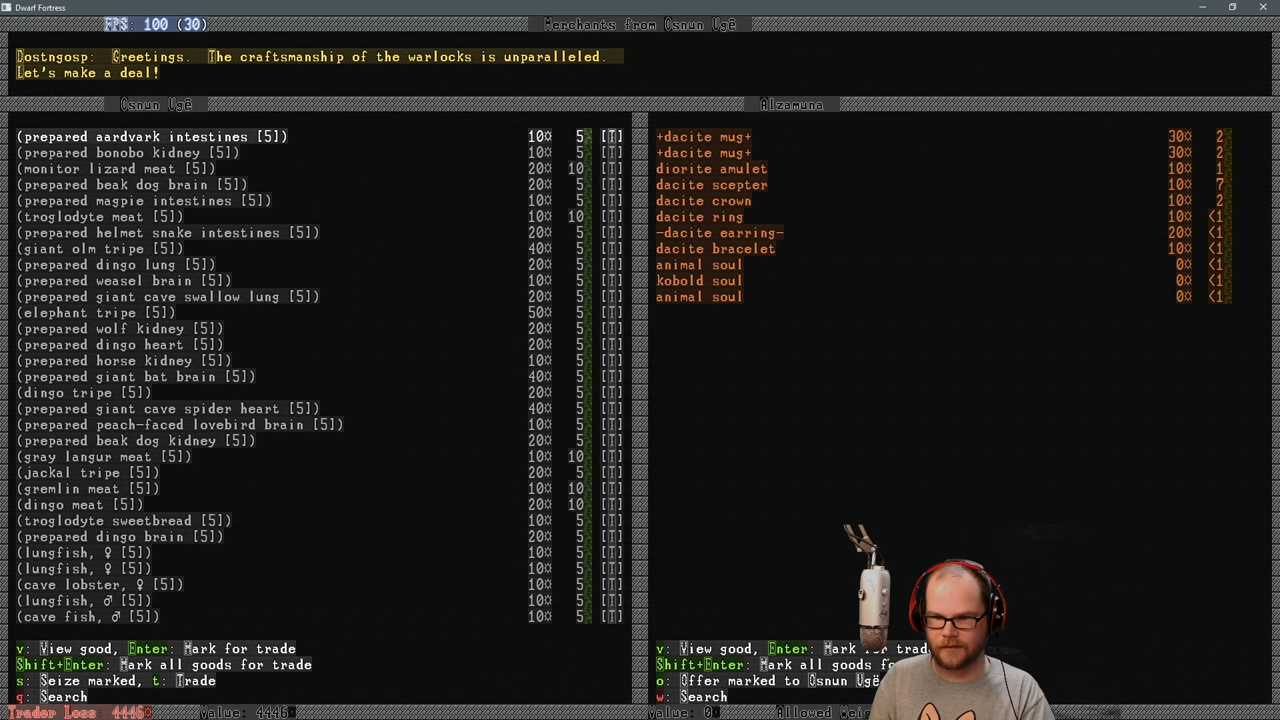 Dwarf Fortress
FPS: 100 (30)
Merchants from Osnun Ugē
Dostngosp: Greetings. The craftsmanship of the warlocks is unparalleled.
Let's make a deal!
Osnun Ugē
Alzamuna
(prepared aardvark intestines [5]) 10☼ 5 [T]
(prepared bonobo kidney [5]) 10☼ 5 [T]
(monitor lizard meat [5]) 20☼ 10 [T]
(prepared beak dog brain [5]) 20☼ 5 [T]
(prepared magpie intestines [5]) 10☼ 5 [T]
(troglodyte meat [5]) 10☼ 10 [T]
(prepared helmet snake intestines [5]) 20☼ 5 [T]
(giant olm tripe [5]) 40☼ 5 [T]
(prepared dingo lung [5]) 20☼ 5 [T]
(prepared weasel brain [5]) 10☼ 5 [T]
(prepared giant cave swallow lung [5]) 20☼ 5 [T]
(elephant tripe [5]) 50☼ 5 [T]
(prepared wolf kidney [5]) 20☼ 5 [T]
(prepared dingo heart [5]) 20☼ 5 [T]
(prepared horse kidney [5]) 10☼ 5 [T]
(prepared giant bat brain [5]) 40☼ 5 [T]
(dingo tripe [5]) 20☼ 5 [T]
(prepared giant cave spider heart [5]) 40☼ 5 [T]
(prepared peach-faced lovebird brain [5]) 10☼ 5 [T]
(prepared beak dog kidney [5]) 20☼ 5 [T]
(gray langur meat [5]) 10☼ 10 [T]
(jackal tripe [5]) 20☼ 5 [T]
(gremlin meat [5]) 10☼ 10 [T]
(dingo meat [5]) 20☼ 10 [T]
(troglodyte sweetbread [5]) 10☼ 5 [T]
(prepared dingo brain [5]) 20☼ 5 [T]
(lungfish, ♀ [5]) 10☼ 5 [T]
(lungfish, ♀ [5]) 10☼ 5 [T]
(cave lobster, ♀ [5]) 10☼ 5 [T]
(lungfish, ♂ [5]) 10☼ 5 [T]
(cave fish, ♂ [5]) 10☼ 5 [T]
+dacite mug+ 30☼ 2
+dacite mug+ 30☼ 2
diorite amulet 10☼ 1
dacite scepter 10☼ 7
dacite crown 10☼ 2
dacite ring 10☼ <1
-dacite earring- 20☼ <1
dacite bracelet 10☼ <1
animal soul 0☼ <1
kobold soul 0☼ <1
animal soul 0☼ <1
v: View good, Enter: Mark for trade
Shift+Enter: Mark all goods for trade
s: Seize marked, t: Trade
q: Search
Trader Loss: 4446☼ Value: 4446☼
v: View good, Enter: Mark for trade
Shift+Enter: Mark all goods fo
o: Offer marked to Osnun Ugē
w: Search
Value: 0☼ Allowed Wei